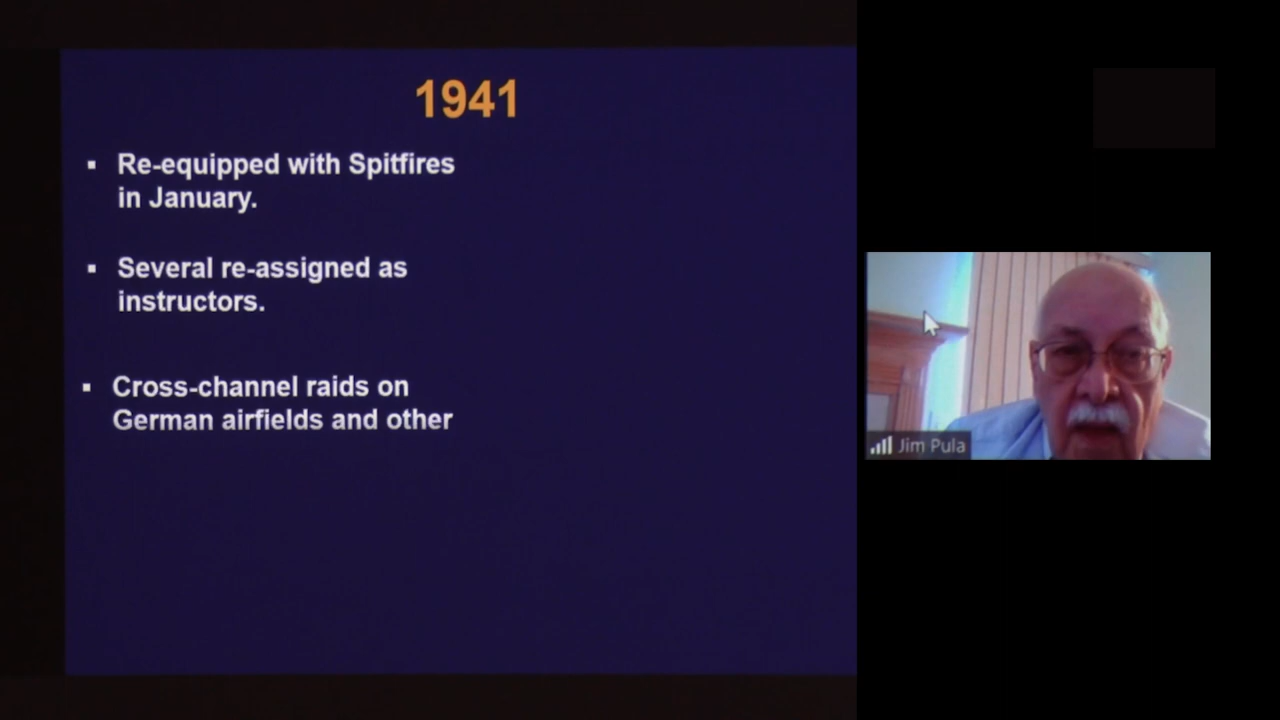 1941
▪ Re-equipped with Spitfires
in January.
▪ Several re-assigned as
instructors.
▪ Cross-channel raids on
German airfields and other
Jim Pula